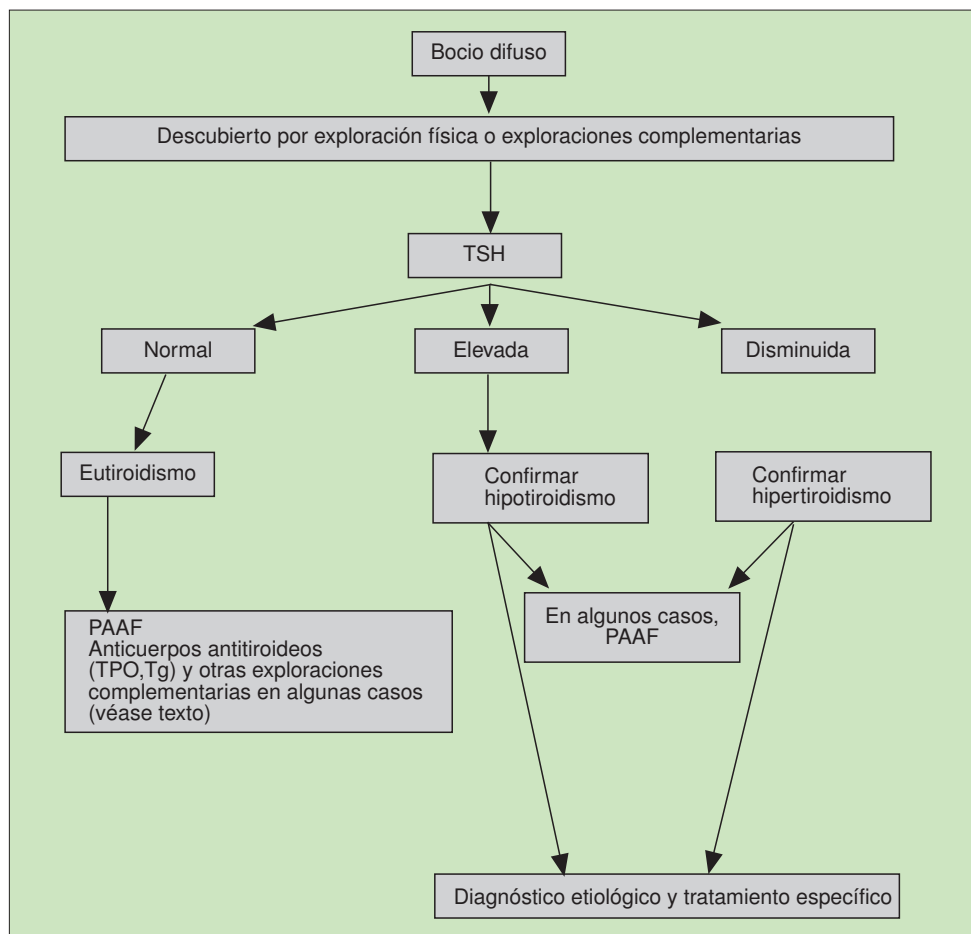 Bocio difuso
Descubierto por exploración física o exploraciones complementarias
TSH
Normal
Elevada
Disminuida
Eutiroidismo
Confirmar
hipotiroidismo
Confirmar
hipertiroidismo
En algunos casos,
PAAF
PAAF
Anticuerpos antitiroideos
(TPO,Tg) y otras exploraciones
complementarias en algunas casos
(véase texto)
Diagnóstico etiológico y tratamiento específico